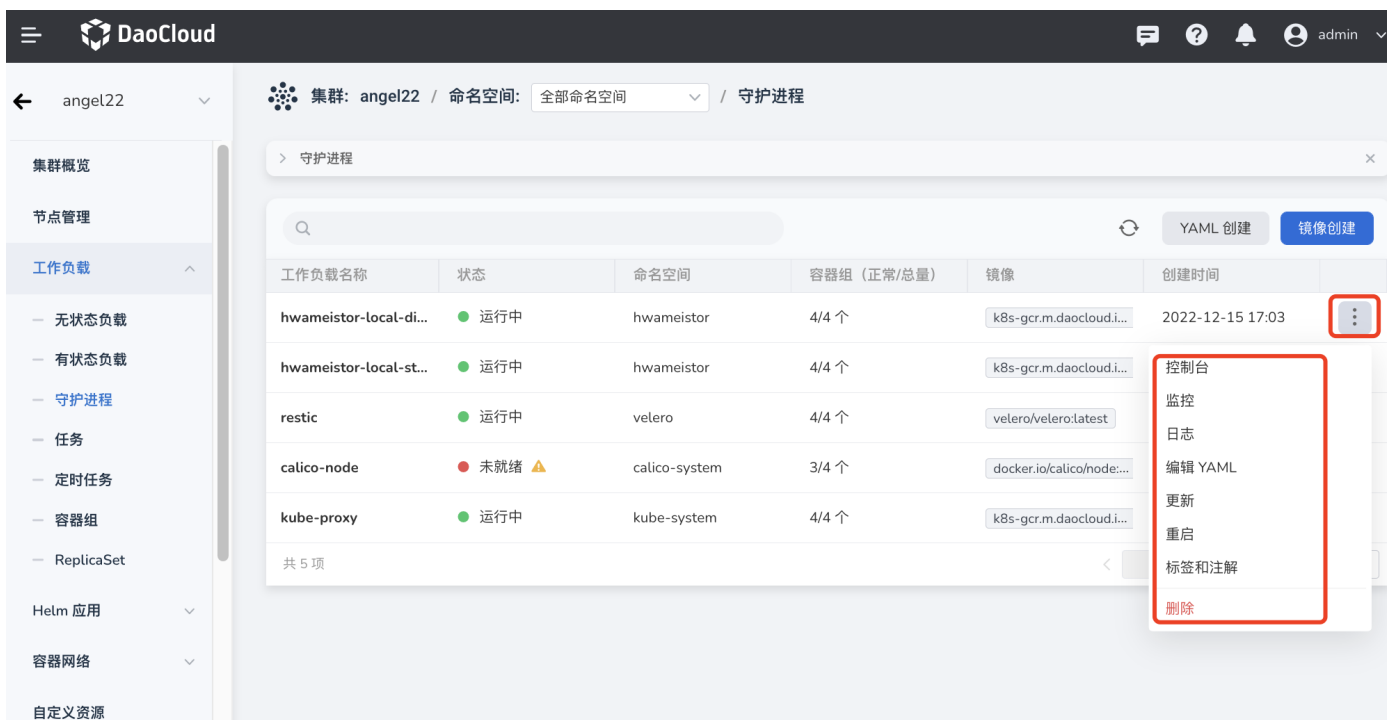 DaoCloud
admin
angel22
集群: angel22 / 命名空间: 全部命名空间 / 守护进程
集群概览
节点管理
工作负载
无状态负载
有状态负载
守护进程
任务
定时任务
容器组
ReplicaSet
Helm 应用
容器网络
自定义资源
守护进程
YAML 创建 镜像创建
工作负载名称 状态 命名空间 容器组（正常/总量） 镜像 创建时间
hwameistor-local-di... 运行中 hwameistor 4/4 个 k8s-gcr.m.daocloud.i... 2022-12-15 17:03
hwameistor-local-st... 运行中 hwameistor 4/4 个 k8s-gcr.m.daocloud.i...
restic 运行中 velero 4/4 个 velero/velero:latest
calico-node 未就绪 calico-system 3/4 个 docker.io/calico/node:...
kube-proxy 运行中 kube-system 4/4 个 k8s-gcr.m.daocloud.i...
共 5 项
控制台
监控
日志
编辑 YAML
更新
重启
标签和注解
删除